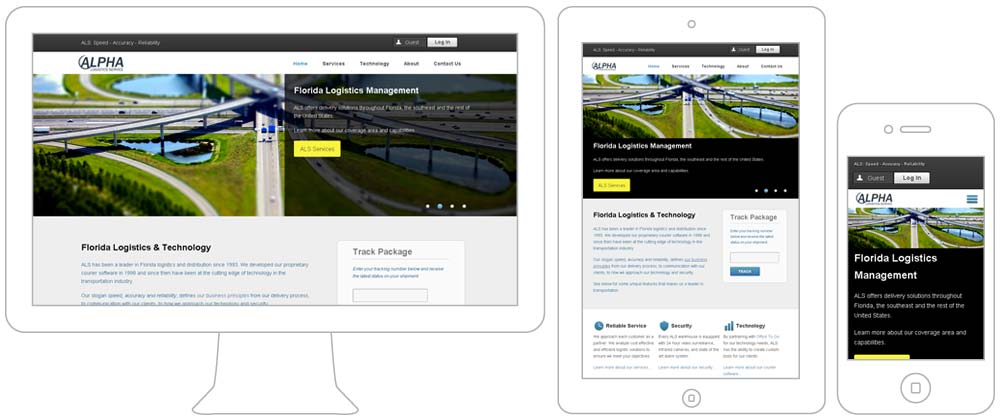 ALS: Speed - Accuracy - Reliability
Guest
Log In
ALPHA
LOGISTICS SERVICE
Home Services Technology About Contact Us
Florida Logistics Management
ALS offers delivery solutions throughout Florida, the southeast and the rest of
the United States.
Learn more about our coverage area and capabilities.
ALS Services
Florida Logistics & Technology
ALS has been a leader in Florida logistics and distribution since 1993. We developed our proprietary
courier software in 1998 and since then have been at the cutting edge of technology in the
transportation industry.
Our slogan speed, accuracy and reliability, defines our business principles from our delivery process,
to communication with our clients, to how we approach our technology and security.
Track Package
Enter your tracking number below and receive
the latest status on your shipment.
ALS: Speed - Accuracy - Reliability
Guest
Log In
ALPHA
Home Services Technology About Contact Us
Florida Logistics Management
ALS offers delivery solutions throughout Florida, the southeast and the rest of the United States.
Learn more about our coverage area and capabilities.
ALS Services
Florida Logistics & Technology
ALS has been a leader in Florida logistics and distribution
since 1993. We developed our proprietary courier software in 1998 and
since then have been at the cutting edge of technology in the
transportation industry.
Our slogan speed, accuracy and reliability, defines our business
principles from our delivery process, to communication with our
clients, to how we approach our technology and security.
See below for some unique features that makes us a leader in
transportation.
Track Package
Enter your tracking number
below and receive the latest
status on your shipment.
TRACK
Reliable Service
We approach each customer as a
partner. We analyze cost effective
and efficient logistic solutions to
ensure we meet your objectives.
Learn more about our services.
Security
Every ALS warehouse is equipped
with 24 hour video surveillance,
infrared cameras, and state of the
art alarm system.
Learn more about our security.
Technology
By partnering with
for our technology needs, ALS
has the ability to create custom
tools for our clients.
Learn more about our courier
software.
ALS: Speed - Accuracy - Reliability
Guest
Log In
ALPHA
Florida Logistics
Management
ALS offers delivery solutions throughout
Florida, the southeast and the rest of the
United States.
Learn more about our coverage area and
capabilities.